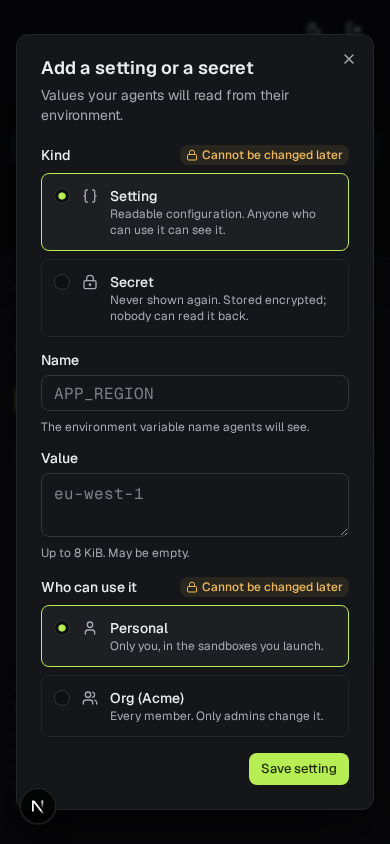 Add a setting or a secret
Values your agents will read from their
environment.
Kind
Cannot be changed later
{} Setting
Readable configuration. Anyone who
can use it can see it.
Secret
Never shown again. Stored encrypted;
nobody can read it back.
Name
APP_REGION
The environment variable name agents will see.
Value
eu-west-1
Up to 8 KiB. May be empty.
Who can use it
Cannot be changed later
Personal
Only you, in the sandboxes you launch.
Org (Acme)
Every member. Only admins change it.
Save setting
N